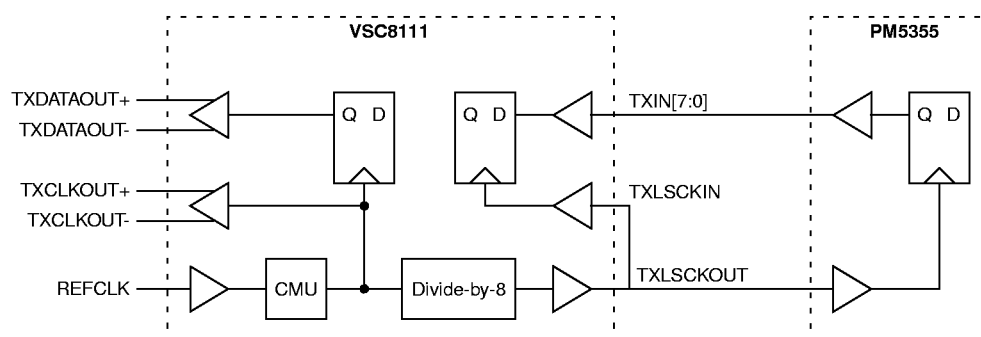 VSC8111
PM5355
TXDATAOUT+
TXDATAOUT-
Q D
Q D
TXIN[7:0]
Q D
TXCLKOUT+
TXCLKOUT-
TXLSCKIN
REFCLK
CMU
Divide-by-8
TXLSCKOUT